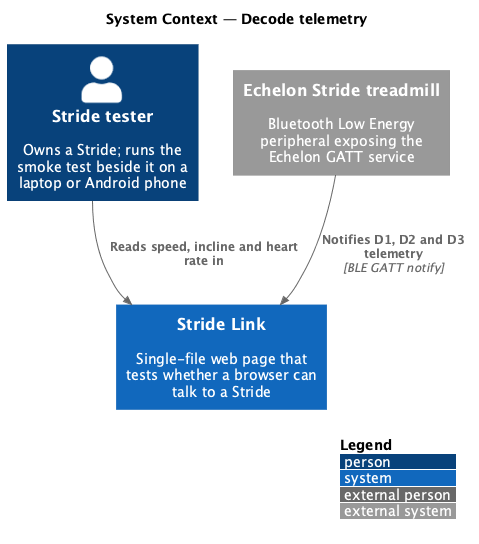 System Context — Decode telemetry
Stride tester
Owns a Stride; runs the
smoke test beside it on a
laptop or Android phone
Echelon Stride treadmill
Bluetooth Low Energy
peripheral exposing the
Echelon GATT service
Reads speed, incline and heart
rate in
Notifies D1, D2 and D3
telemetry
[BLE GATT notify]
Stride Link
Single-file web page that
tests whether a browser can
talk to a Stride
Legend
person
system
external person
external system